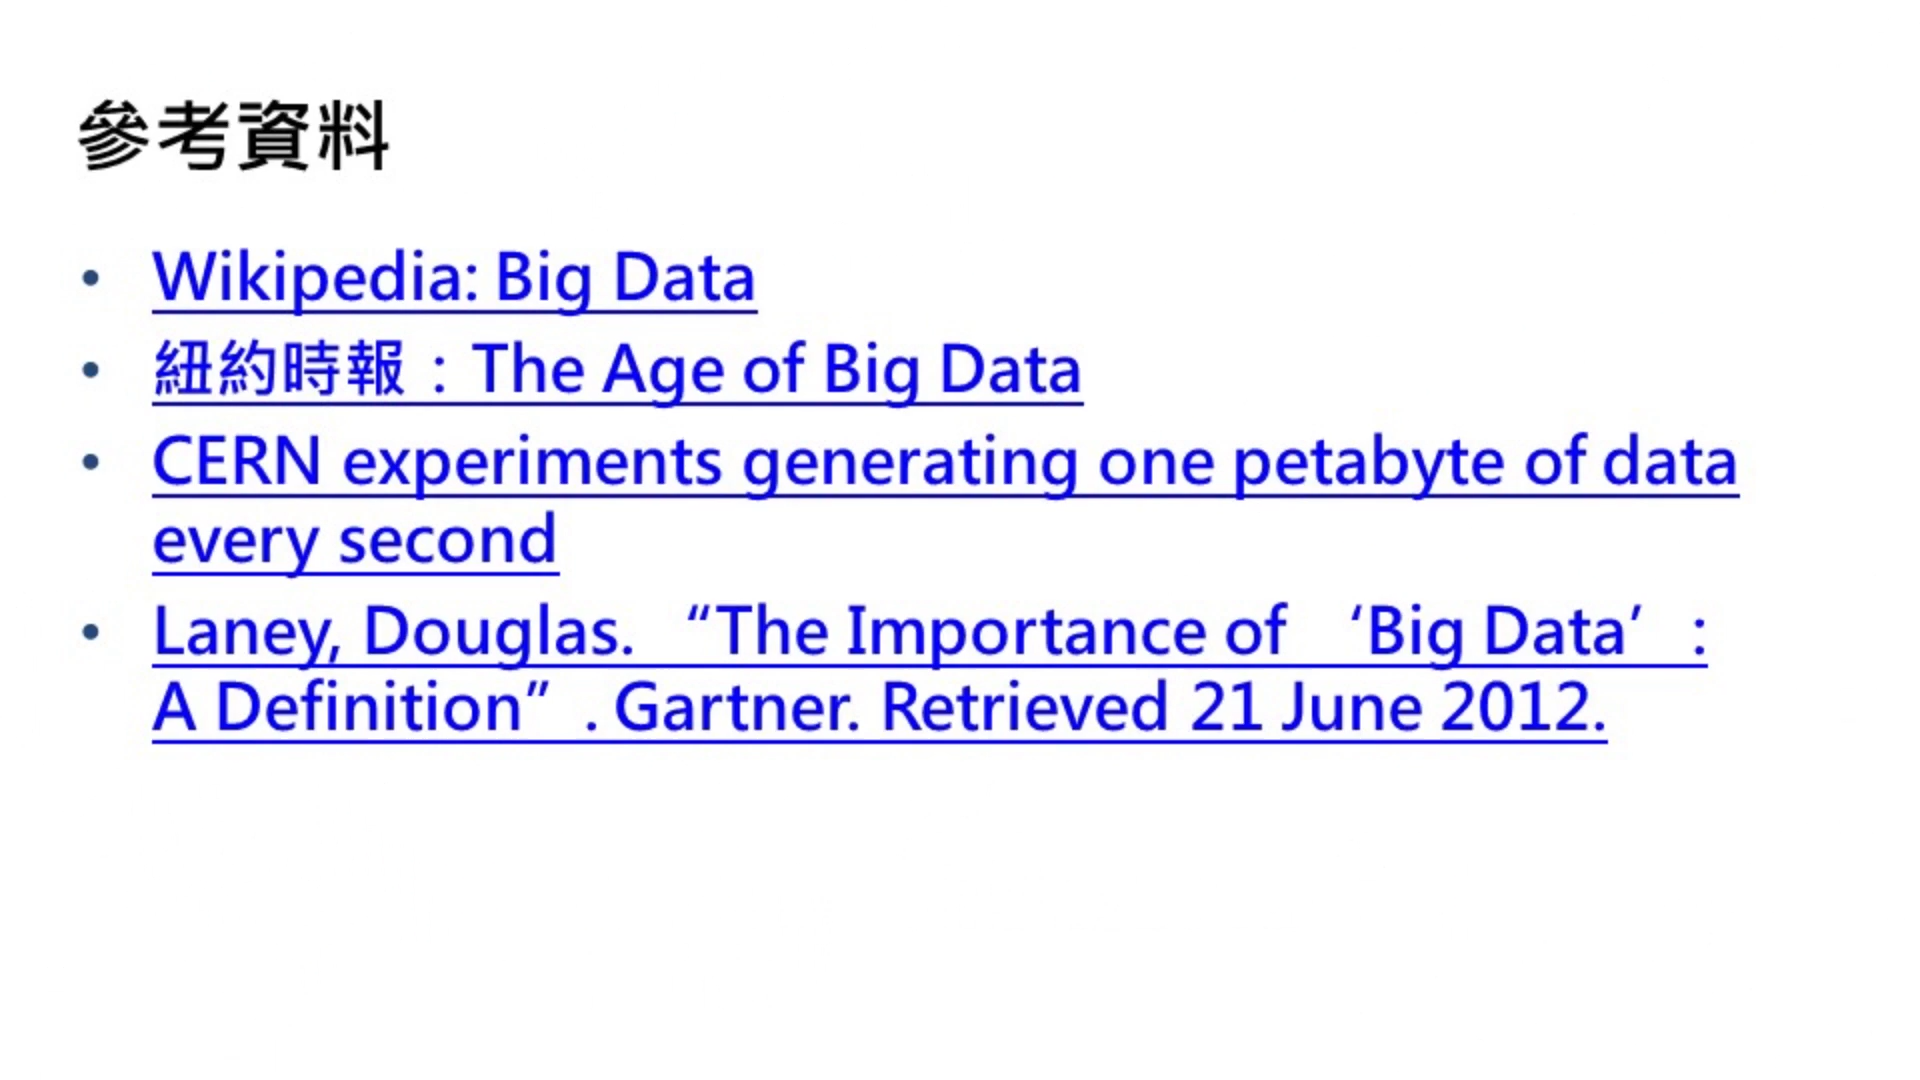 參考資料
• Wikipedia: Big Data
• 紐約時報：The Age of Big Data
• CERN experiments generating one petabyte of data
every second
• Laney, Douglas. “The Importance of ‘Big Data’:
A Definition”. Gartner. Retrieved 21 June 2012.